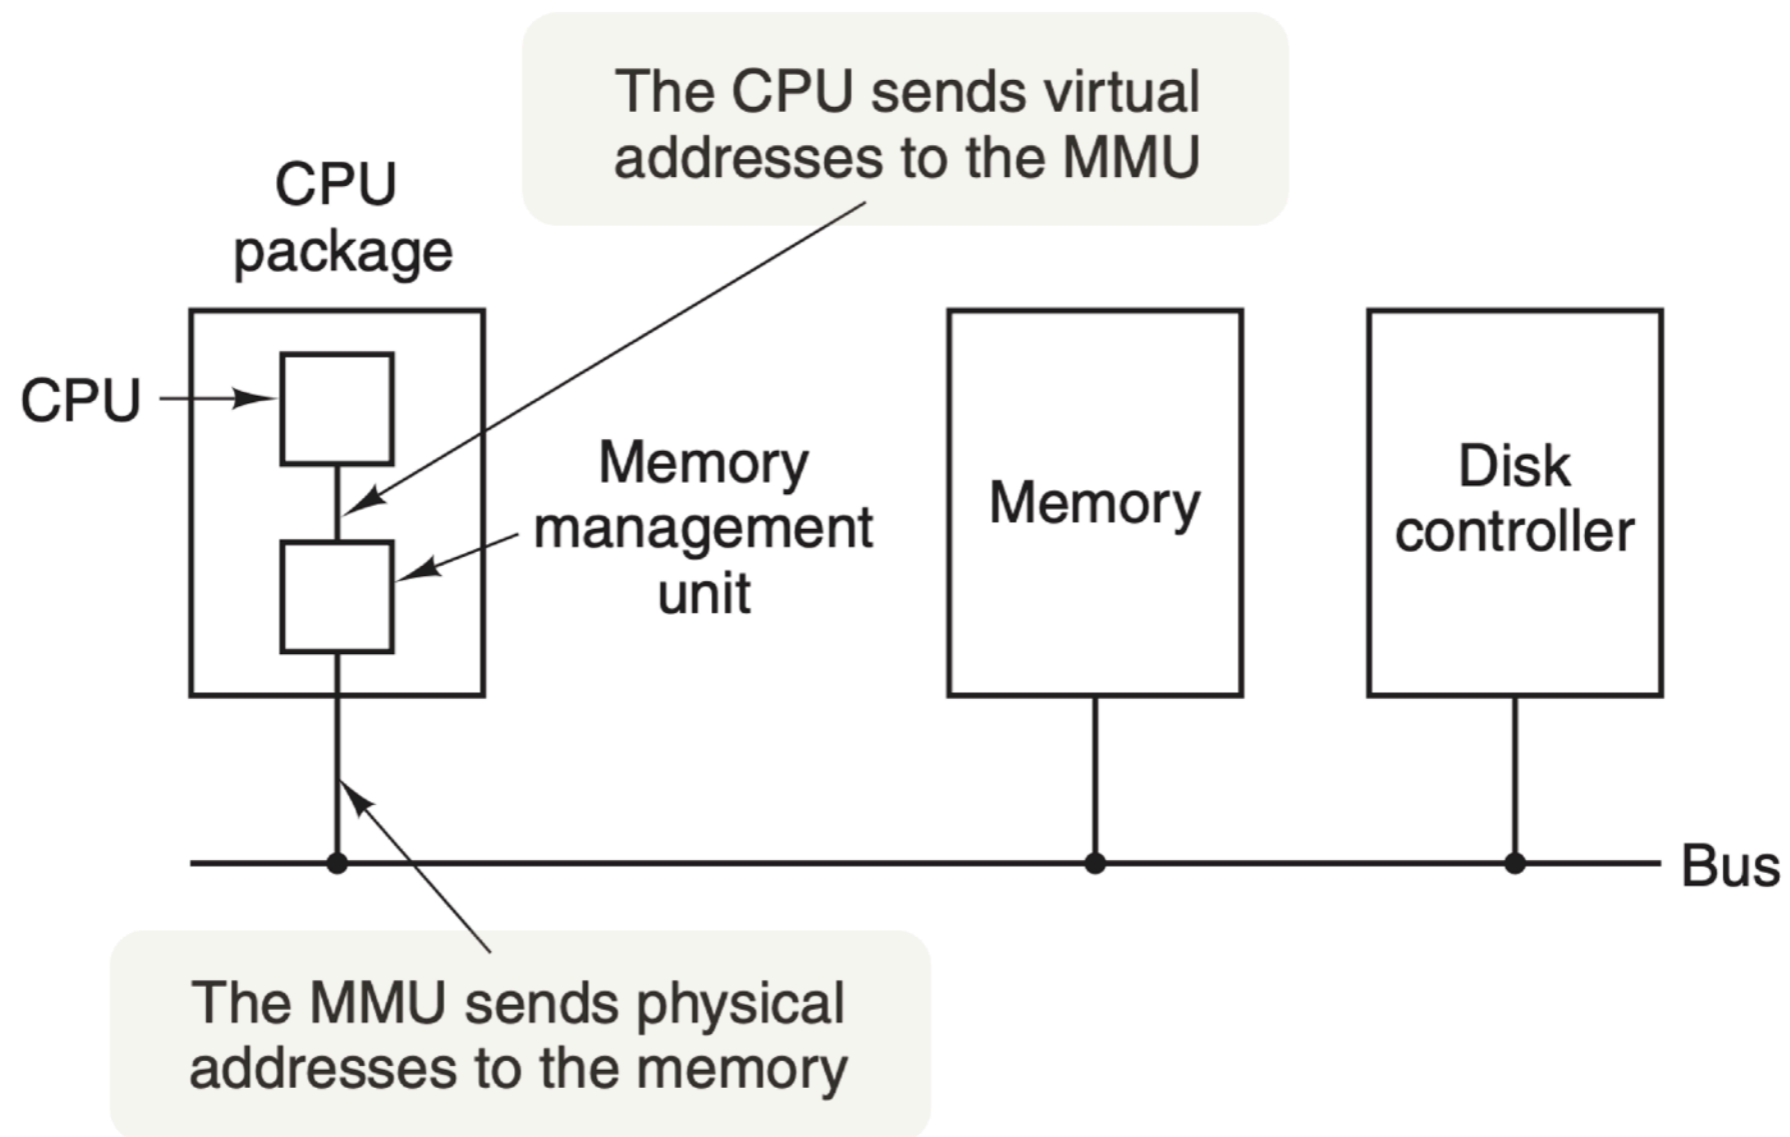 The CPU sends virtual
addresses to the MMU
CPU
package
CPU
Memory
management
unit
Memory
Disk
controller
Bus
The MMU sends physical
addresses to the memory